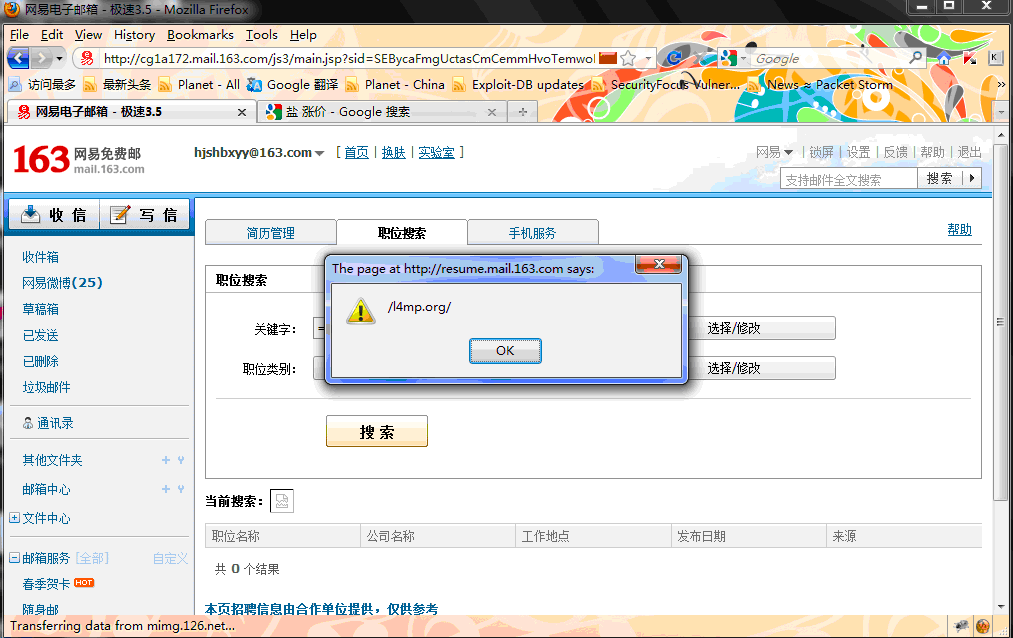 网易电子邮箱 - 极速3.5 - Mozilla Firefox
File Edit View History Bookmarks Tools Help
http://cg1a172.mail.163.com/js3/main.jsp?sid=SEBycaFmgUctasCmCemmHvoTemwol
Google
访问最多 最新头条 Planet - All Google 翻译 Planet - China Exploit-DB updates SecurityFocus Vulner... News ≈ Packet Storm »
网易电子邮箱 - 极速3.5 盐 涨价 - Google 搜索
163 网易免费邮
mail.163.com
hjshbxyy@163.com [ 首页 | 换肤 | 实验室 ]
网易 | 锁屏 | 设置 | 反馈 | 帮助 | 退出
支持邮件全文搜索 搜索
收 信 写 信
简历管理 职位搜索 手机服务 帮助
收件箱
网易微博(25)
草稿箱
已发送
已删除
垃圾邮件
通讯录
其他文件夹
邮箱中心
文件中心
邮箱服务 [全部] 自定义
春季贺卡 HOT
随身邮
职位搜索
关键字: 选择/修改
职位类别: 选择/修改
The page at http://resume.mail.163.com says:
/l4mp.org/
OK
搜 索
当前搜索:
职位名称 公司名称 工作地点 发布日期 来源
共 0 个结果
本页招聘信息由合作单位提供，仅供参考
Transferring data from mimg.126.net...